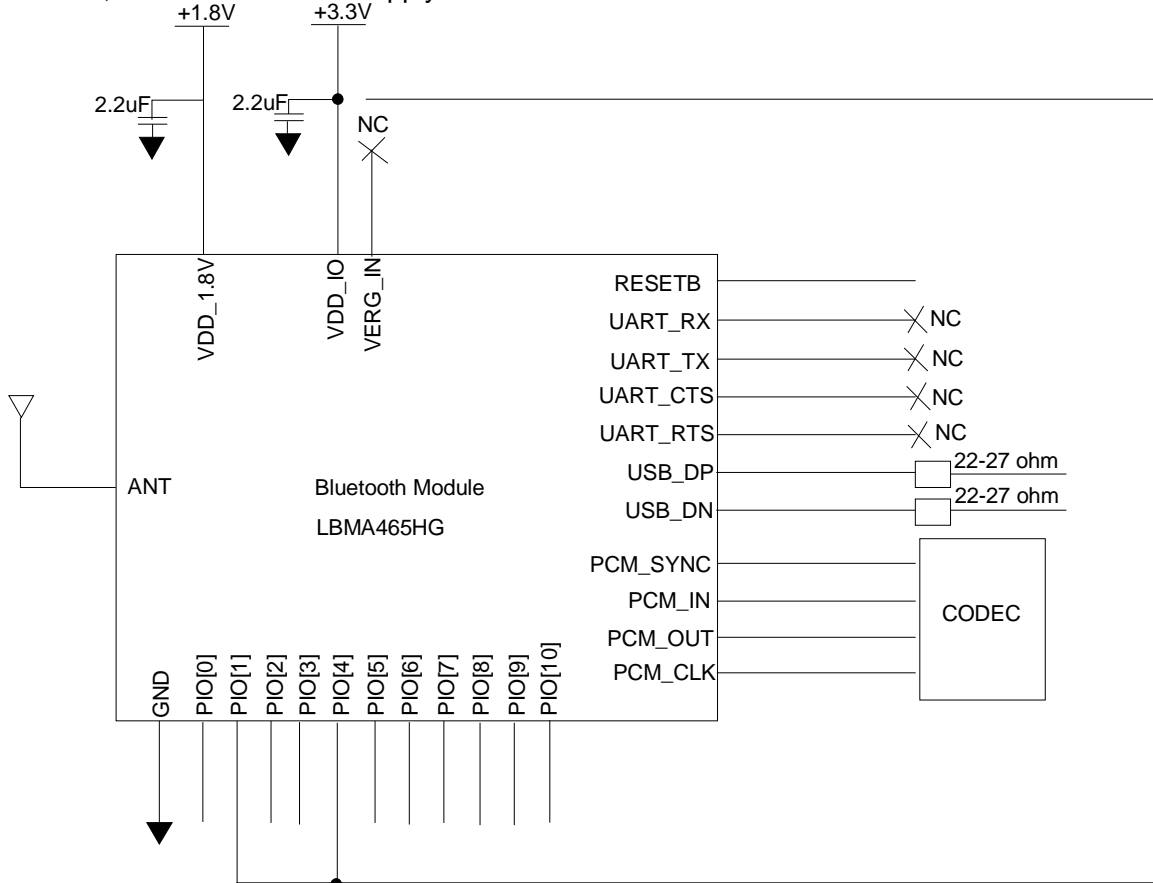 +1.8V
+3.3V
2.2uF
2.2uF
NC
VDD_1.8V
VDD_IO
VERG_IN
RESETB
UART_RX
NC
UART_TX
NC
UART_CTS
NC
UART_RTS
NC
USB_DP
22-27 ohm
USB_DN
22-27 ohm
ANT
Bluetooth Module
LBMA465HG
PCM_SYNC
PCM_IN
PCM_OUT
PCM_CLK
CODEC
GND
PIO[0]
PIO[1]
PIO[2]
PIO[3]
PIO[4]
PIO[5]
PIO[6]
PIO[7]
PIO[8]
PIO[9]
PIO[10]